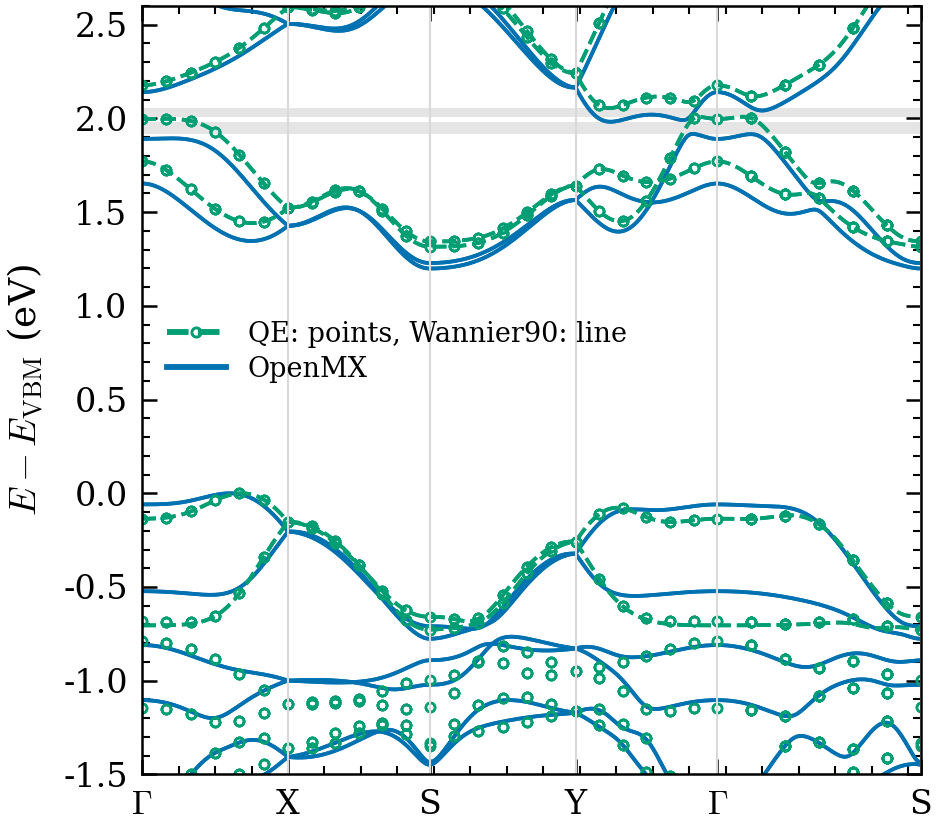 2.5
2.0
1.5
1.0
0.5
0.0
-0.5
-1.0
-1.5
E − E_VBM (eV)
QE: points, Wannier90: line
OpenMX
Γ X S Y Γ S